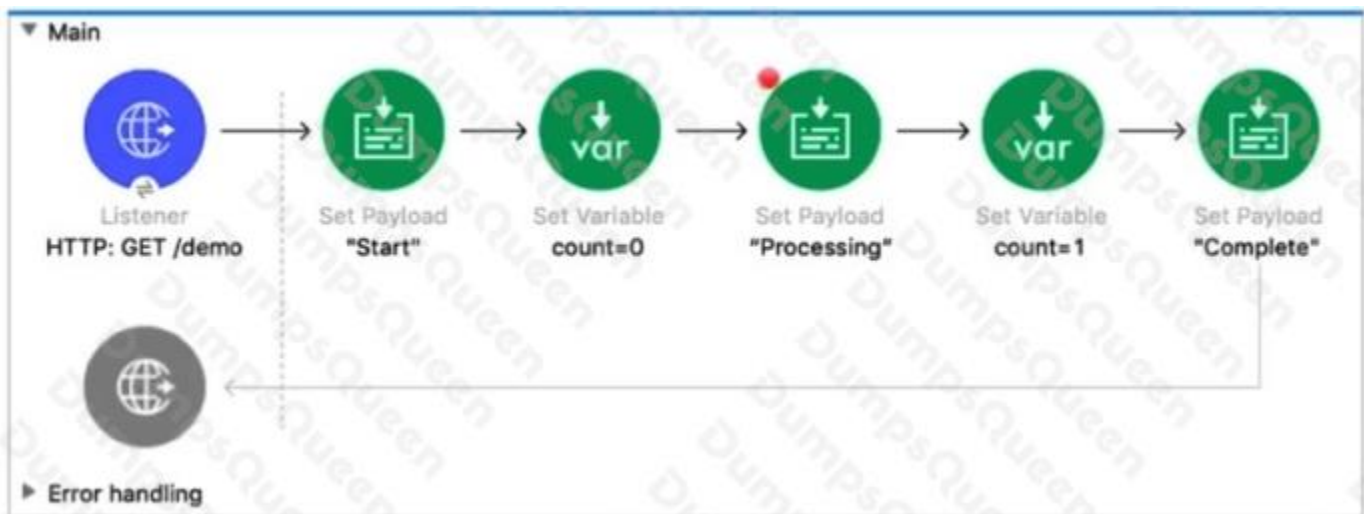 Main
var
var
Listener
Set Payload
Set Variable
Set Payload
Set Variable
Set Payload
HTTP: GET /demo
"Start"
count=0
"Processing"
count=1
"Complete"
Error handling
DumpsQueen